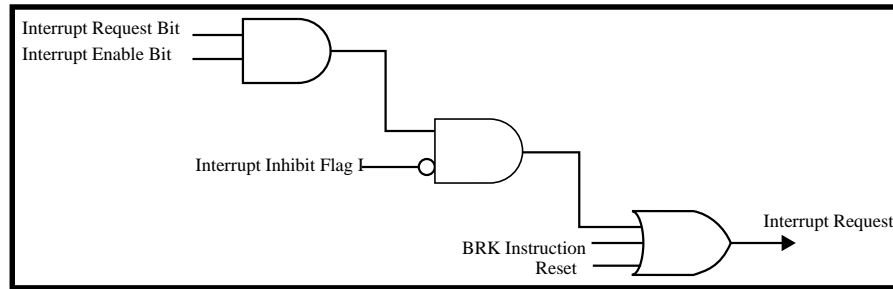 Interrupt Request Bit
Interrupt Enable Bit
Interrupt Inhibit Flag I
Interrupt Request
BRK Instruction
Reset